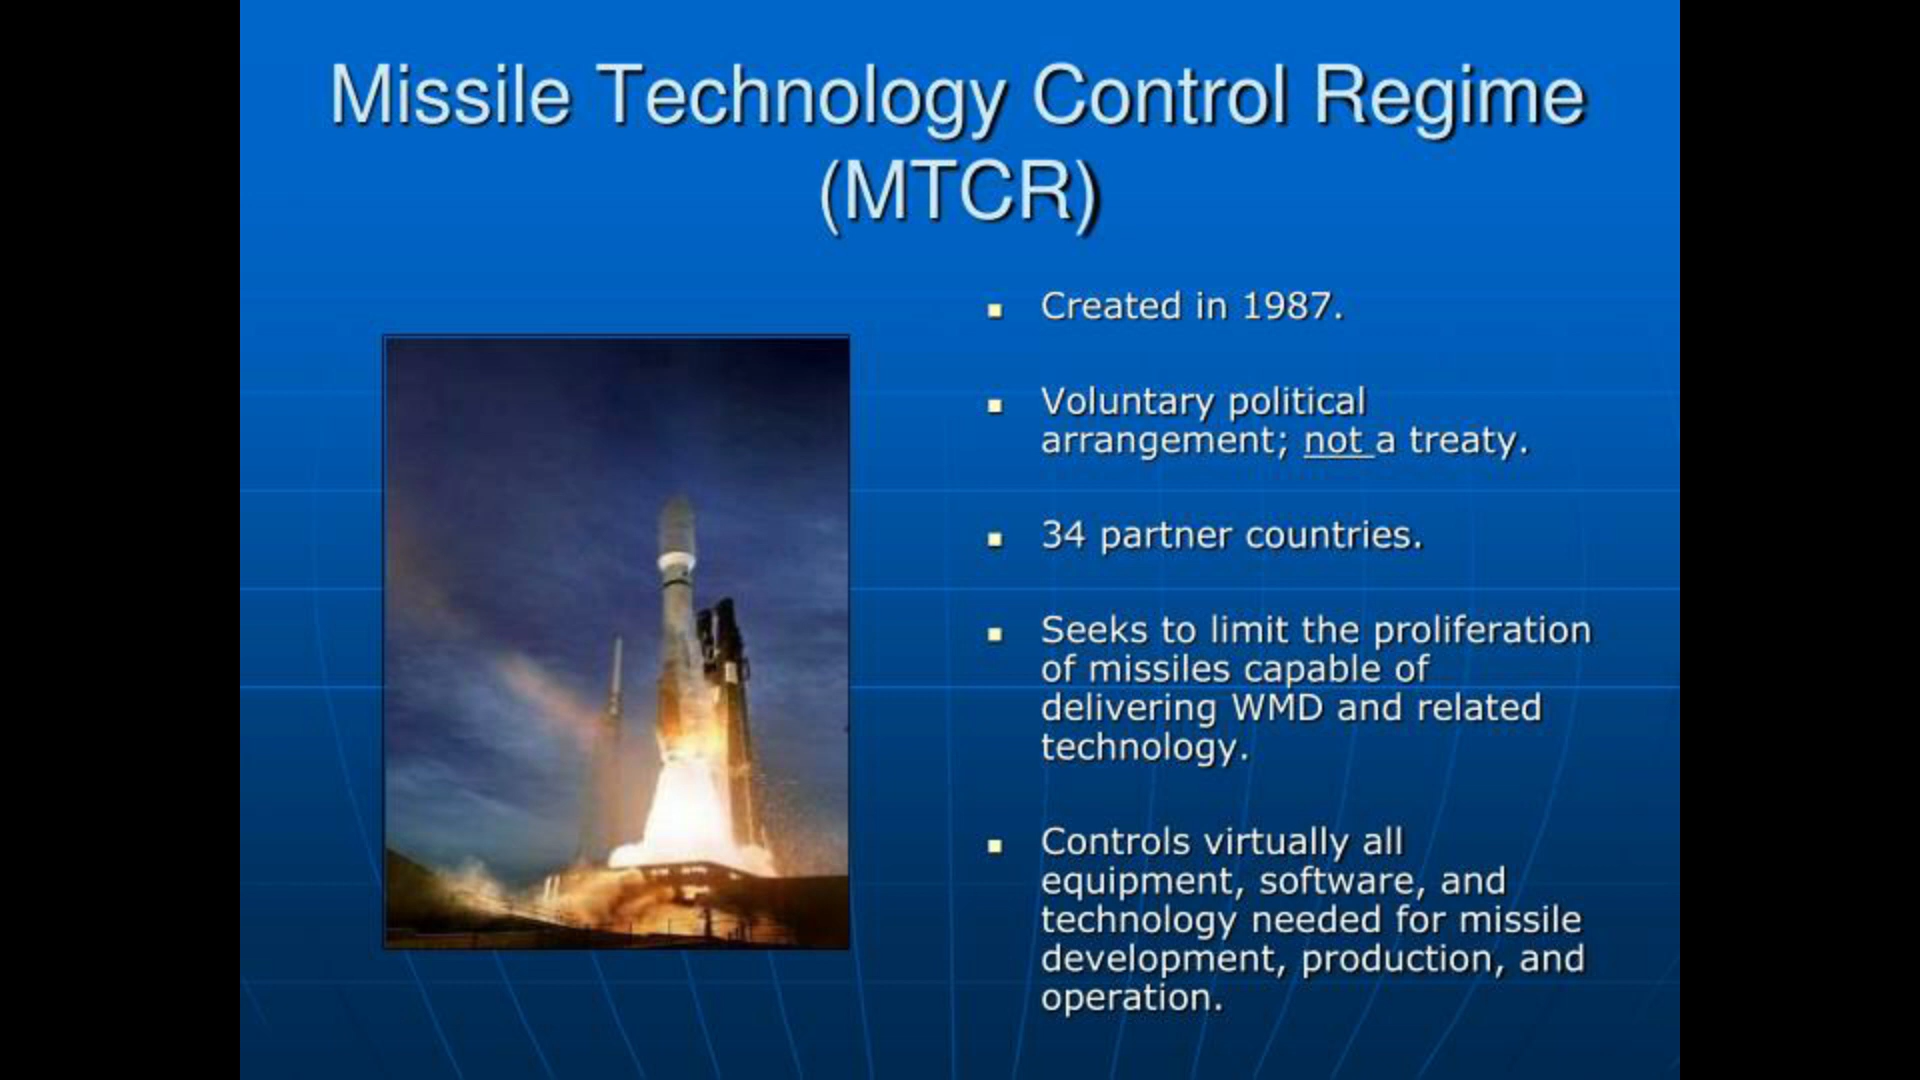 Missile Technology Control Regime
(MTCR)
Created in 1987.
Voluntary political
arrangement; not a treaty.
34 partner countries.
Seeks to limit the proliferation
of missiles capable of
delivering WMD and related
technology.
Controls virtually all
equipment, software, and
technology needed for missile
development, production, and
operation.